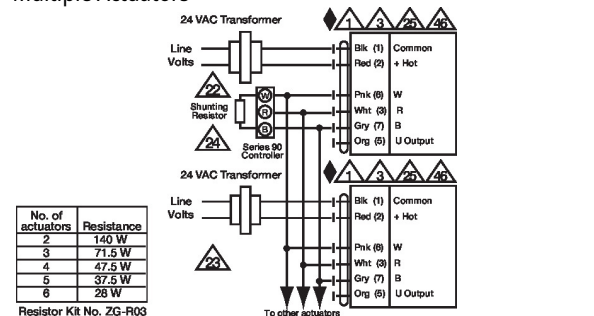 Multiple Actuators
24 VAC Transformer
1 3 25 46
Line
Volts
Blk (1) Common
Red (2) + Hot
22
Shunting
Resistor
24
W
R
B
Series 90
Controller
Pnk (6) W
Wht (3) R
Gry (7) B
Org (5) U Output
24 VAC Transformer
1 3 25 46
Line
Volts
Blk (1) Common
Red (2) + Hot
23
Pnk (6) W
Wht (3) R
Gry (7) B
Org (5) U Output
To other actuators
No. of
actuators Resistance
2 140 W
3 71.5 W
4 47.5 W
5 37.5 W
6 28 W
Resistor Kit No. ZG-R03